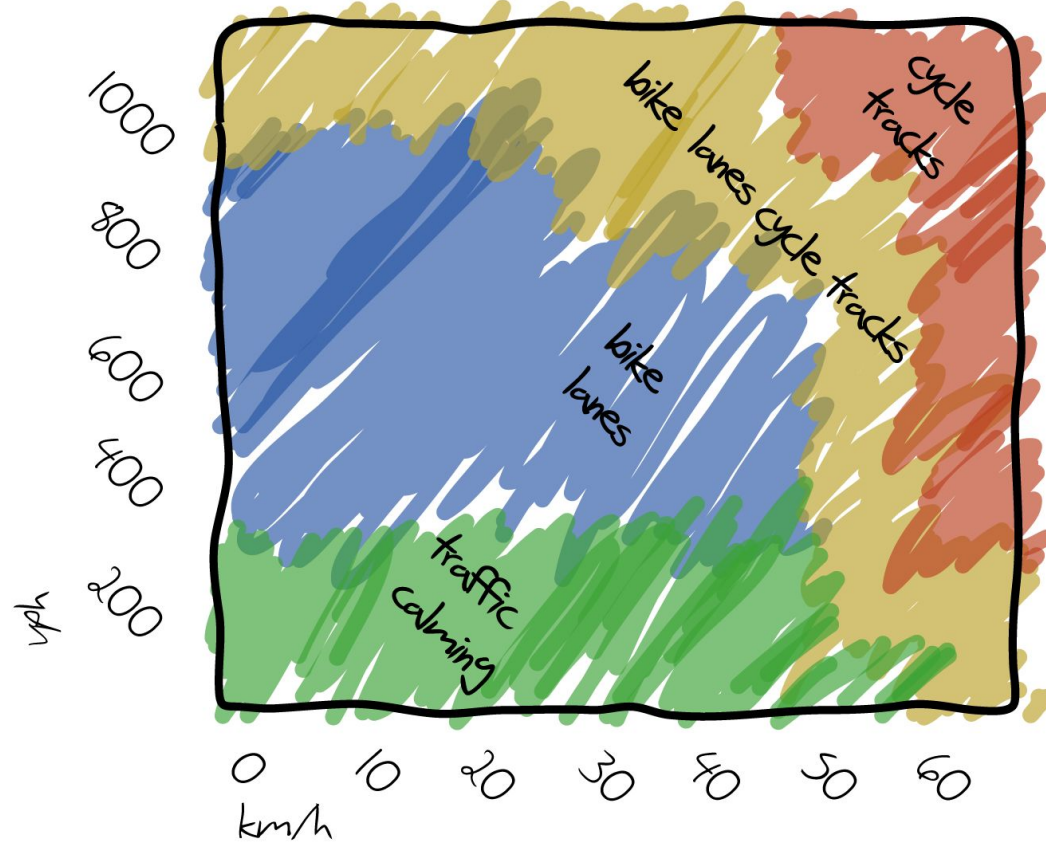 cycle
tracks
bike lanes cycle tracks
bike
lanes
traffic
calming
1000
800
600
400
200
vph
0 10 20 30 40 50 60
km/h